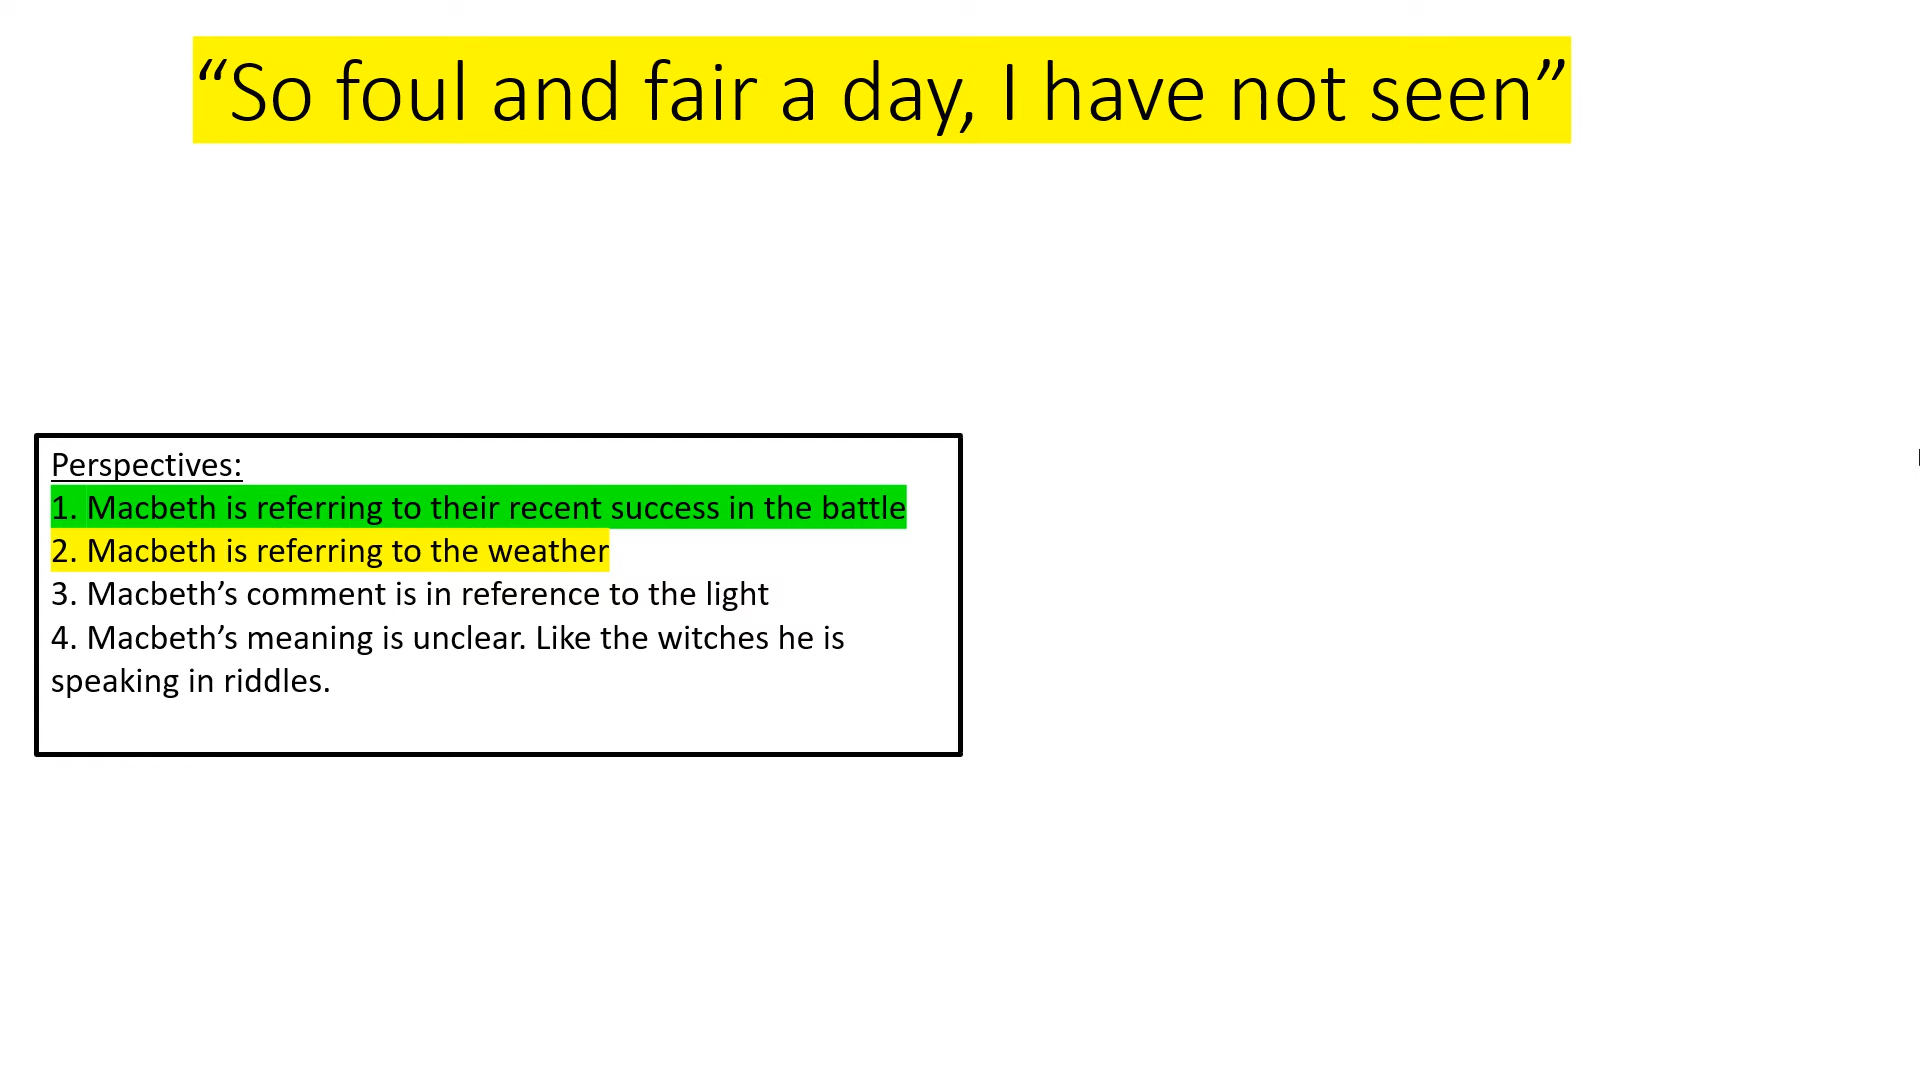 “So foul and fair a day, I have not seen”
Perspectives:
1. Macbeth is referring to their recent success in the battle
2. Macbeth is referring to the weather
3. Macbeth’s comment is in reference to the light
4. Macbeth’s meaning is unclear. Like the witches he is
speaking in riddles.